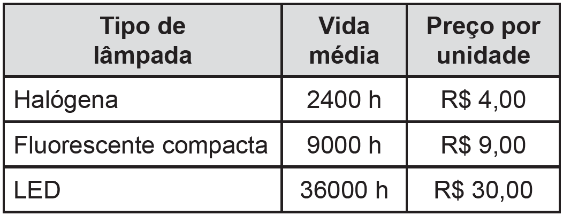 Tipo de lâmpada Vida média Preço por unidade
Halógena 2400 h R$ 4,00
Fluorescente compacta 9000 h R$ 9,00
LED 36000 h R$ 30,00